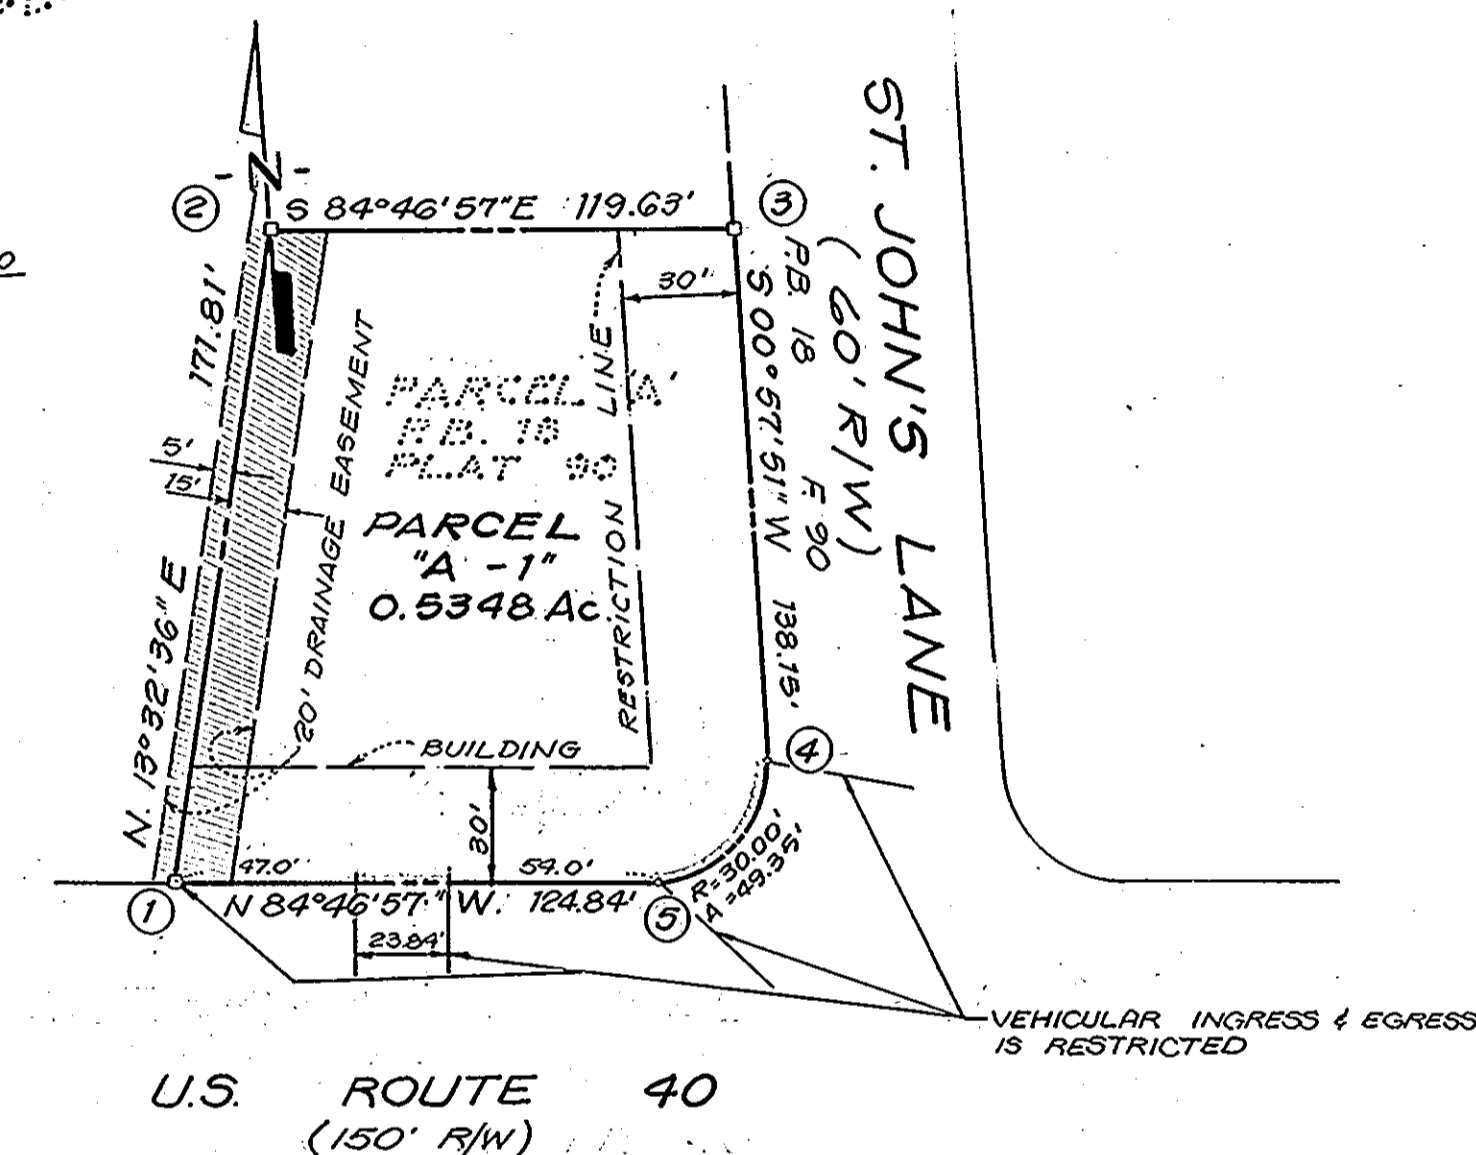 -N-
② S 84°46'57"E 119.63' ③
177.81'
N. 13°32'36" E
5'
15'
20' DRAINAGE EASEMENT
PARCEL 'A'
P.B. 18
PLAT 90
PARCEL
"A -1"
0.5348 Ac.
BUILDING
RESTRICTION LINE
30'
30'
P.B. 18 F. 90
S 00°57'51" W 138.15'
ST. JOHN'S LANE
(60' R/W)
④
R=30.00'
A=49.35'
47.0'
54.0'
① N 84°46'57" W. 124.84' ⑤
23.84'
VEHICULAR INGRESS & EGRESS
IS RESTRICTED
U.S. ROUTE 40
(150' R/W)